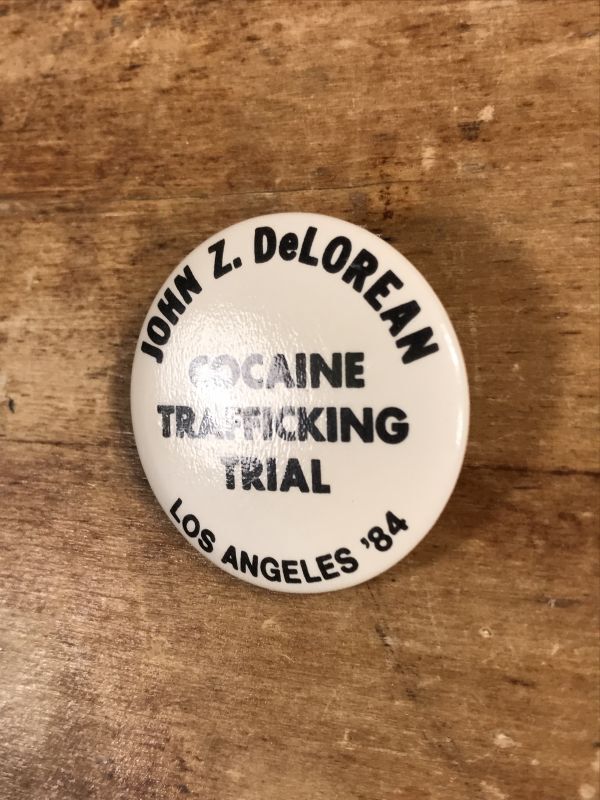 JOHN Z. DeLOREAN
COCAINE
TRAFFICKING
TRIAL
LOS ANGELES '84